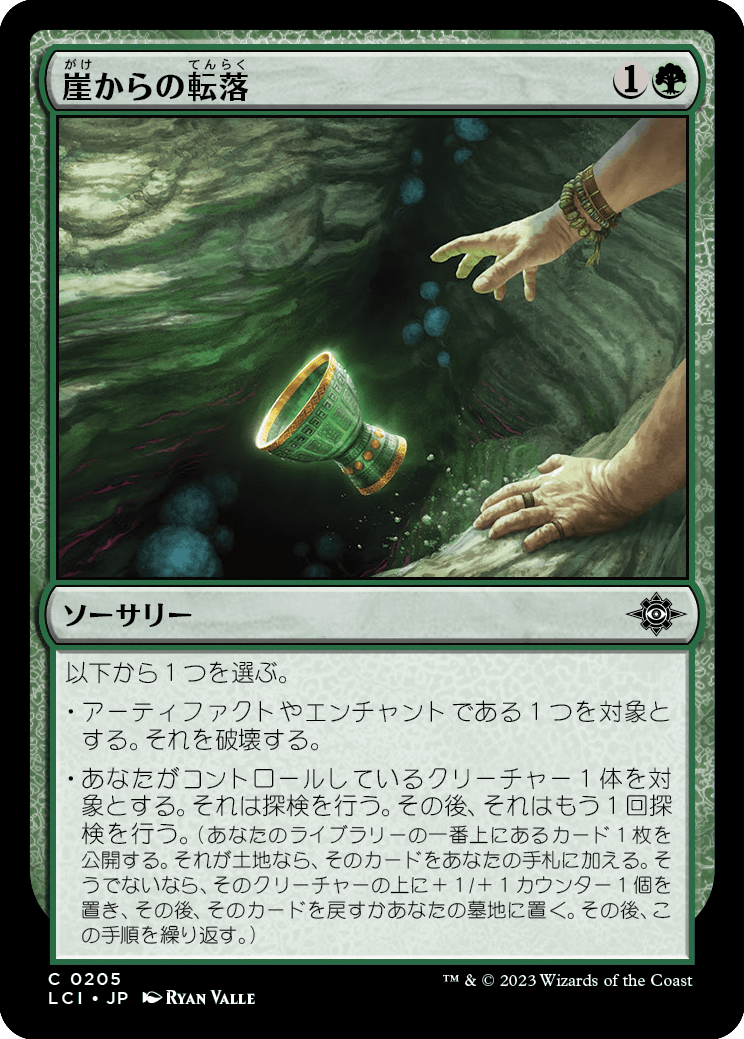 がけ てんらく
崖からの転落 1
ソーサリー
以下から１つを選ぶ。
・アーティファクトやエンチャントである１つを対象と
する。それを破壊する。
・あなたがコントロールしているクリーチャー１体を対
象とする。それは探検を行う。その後、それはもう１回探
検を行う。（あなたのライブラリーの一番上にあるカード１枚を
公開する。それが土地なら、そのカードをあなたの手札に加える。そ
うでないなら、そのクリーチャーの上に＋１/＋１カウンター１個を
置き、その後、そのカードを戻すかあなたの墓地に置く。その後、こ
の手順を繰り返す。）
C 0205
LCI • JP RYAN VALLE
™ & © 2023 Wizards of the Coast